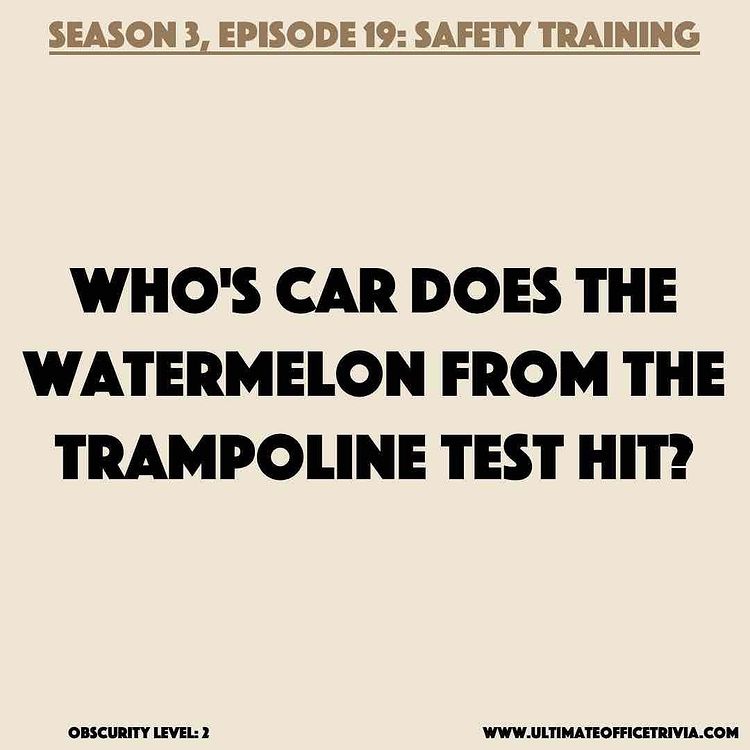 SEASON 3, EPISODE 19: SAFETY TRAINING
WHO'S CAR DOES THE
WATERMELON FROM THE
TRAMPOLINE TEST HIT?
OBSCURITY LEVEL: 2
WWW.ULTIMATEOFFICETRIVIA.COM